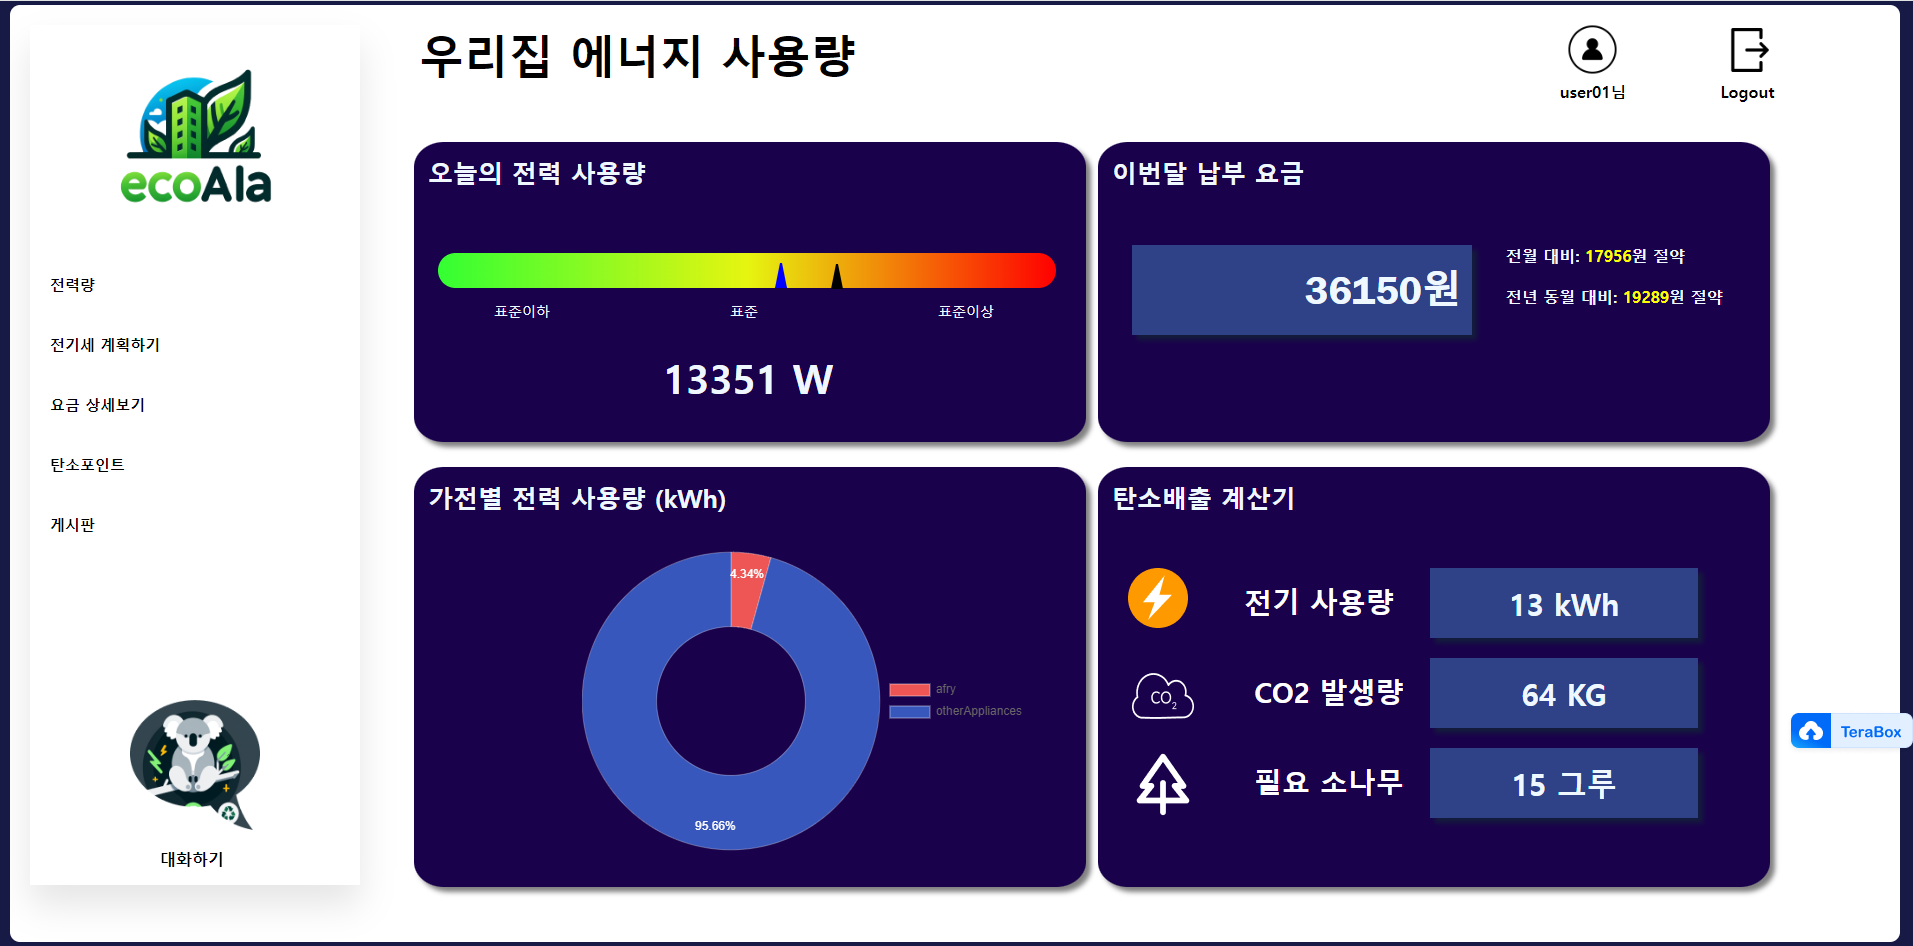 ecoAla
전력량
전기세 계획하기
요금 상세보기
탄소포인트
게시판
대화하기
우리집 에너지 사용량
user01님
Logout
오늘의 전력 사용량
표준이하 표준 표준이상
13351 W
이번달 납부 요금
36150원
전월 대비: 17956원 절약
전년 동월 대비: 19289원 절약
가전별 전력 사용량 (kWh)
4.34%
95.66%
afry
otherAppliances
탄소배출 계산기
전기 사용량 13 kWh
CO2
CO2 발생량 64 KG
필요 소나무 15 그루
TeraBox